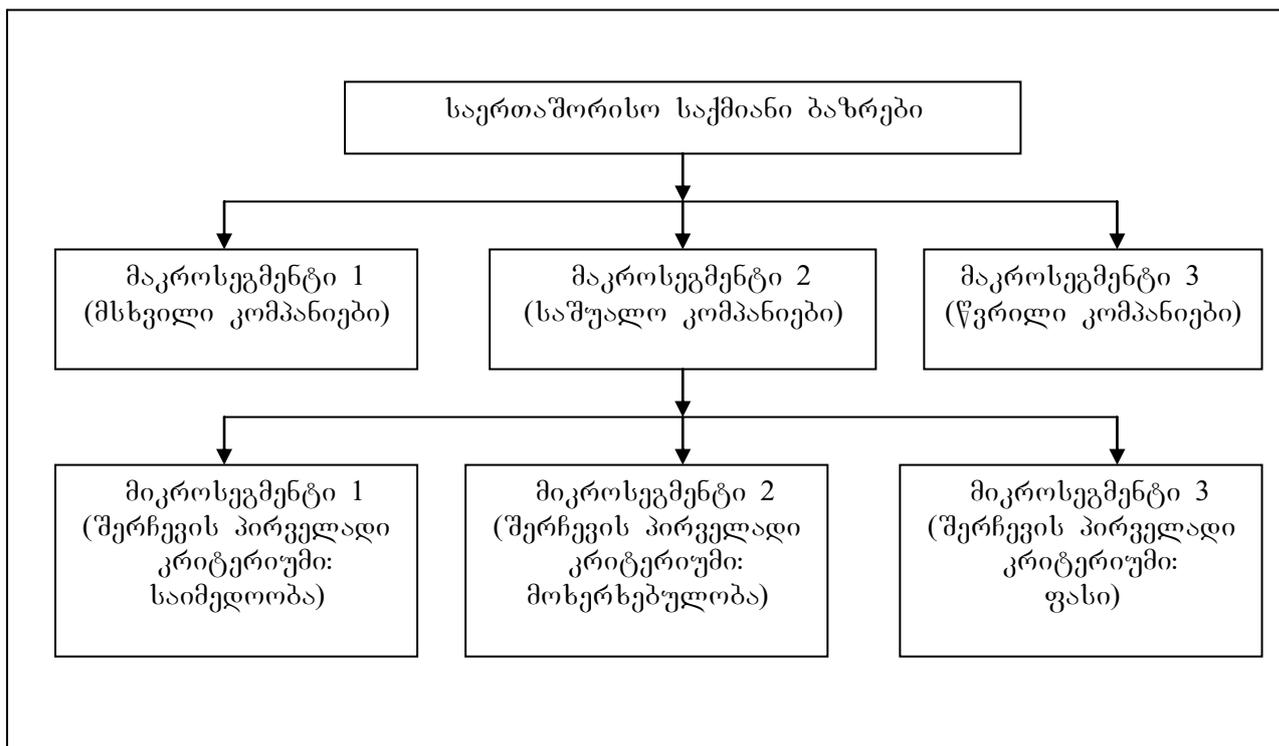 საერთაშორისო საქმიანი ბაზრები
მაკროსეგმენტი 1
(მსხვილი კომპანიები)
მაკროსეგმენტი 2
(საშუალო კომპანიები)
მაკროსეგმენტი 3
(წვრილი კომპანიები)
მიკროსეგმენტი 1
(შერჩევის პირველადი
კრიტერიუმი:
საიმედოობა)
მიკროსეგმენტი 2
(შერჩევის პირველადი
კრიტერიუმი:
მოხერხებულობა)
მიკროსეგმენტი 3
(შერჩევის პირველადი
კრიტერიუმი:
ფასი)